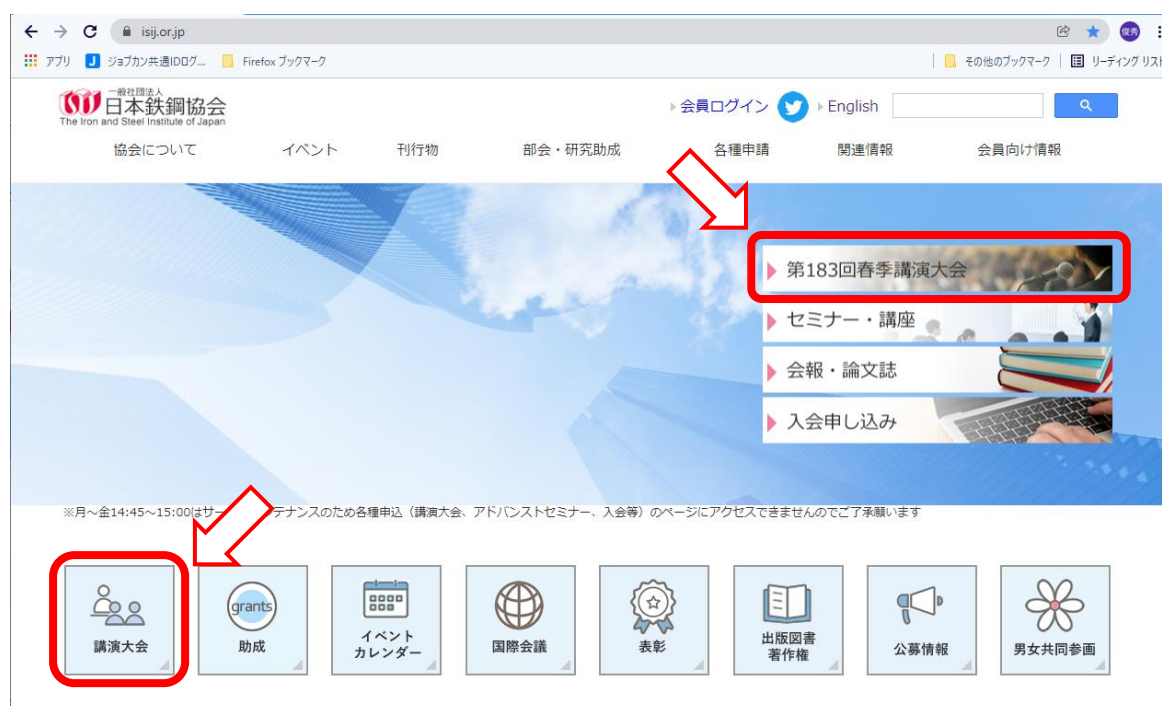 isij.or.jp
俊秀
アプリ ジョブカン共通IDログ... Firefox ブックマーク その他のブックマーク リーディング リスト
一般社団法人
日本鉄鋼協会
The Iron and Steel Institute of Japan
会員ログイン English
協会について イベント 刊行物 部会・研究助成 各種申請 関連情報 会員向け情報
第183回春季講演大会
セミナー・講座
会報・論文誌
入会申し込み
※月～金14:45～15:00はサー テナンスのため各種申込（講演大会、アドバンストセミナー、入会等）のページにアクセスできませんのでご了承願います
grants
講演大会 助成 イベント カレンダー 国際会議 表彰 出版図書 著作権 公募情報 男女共同参画